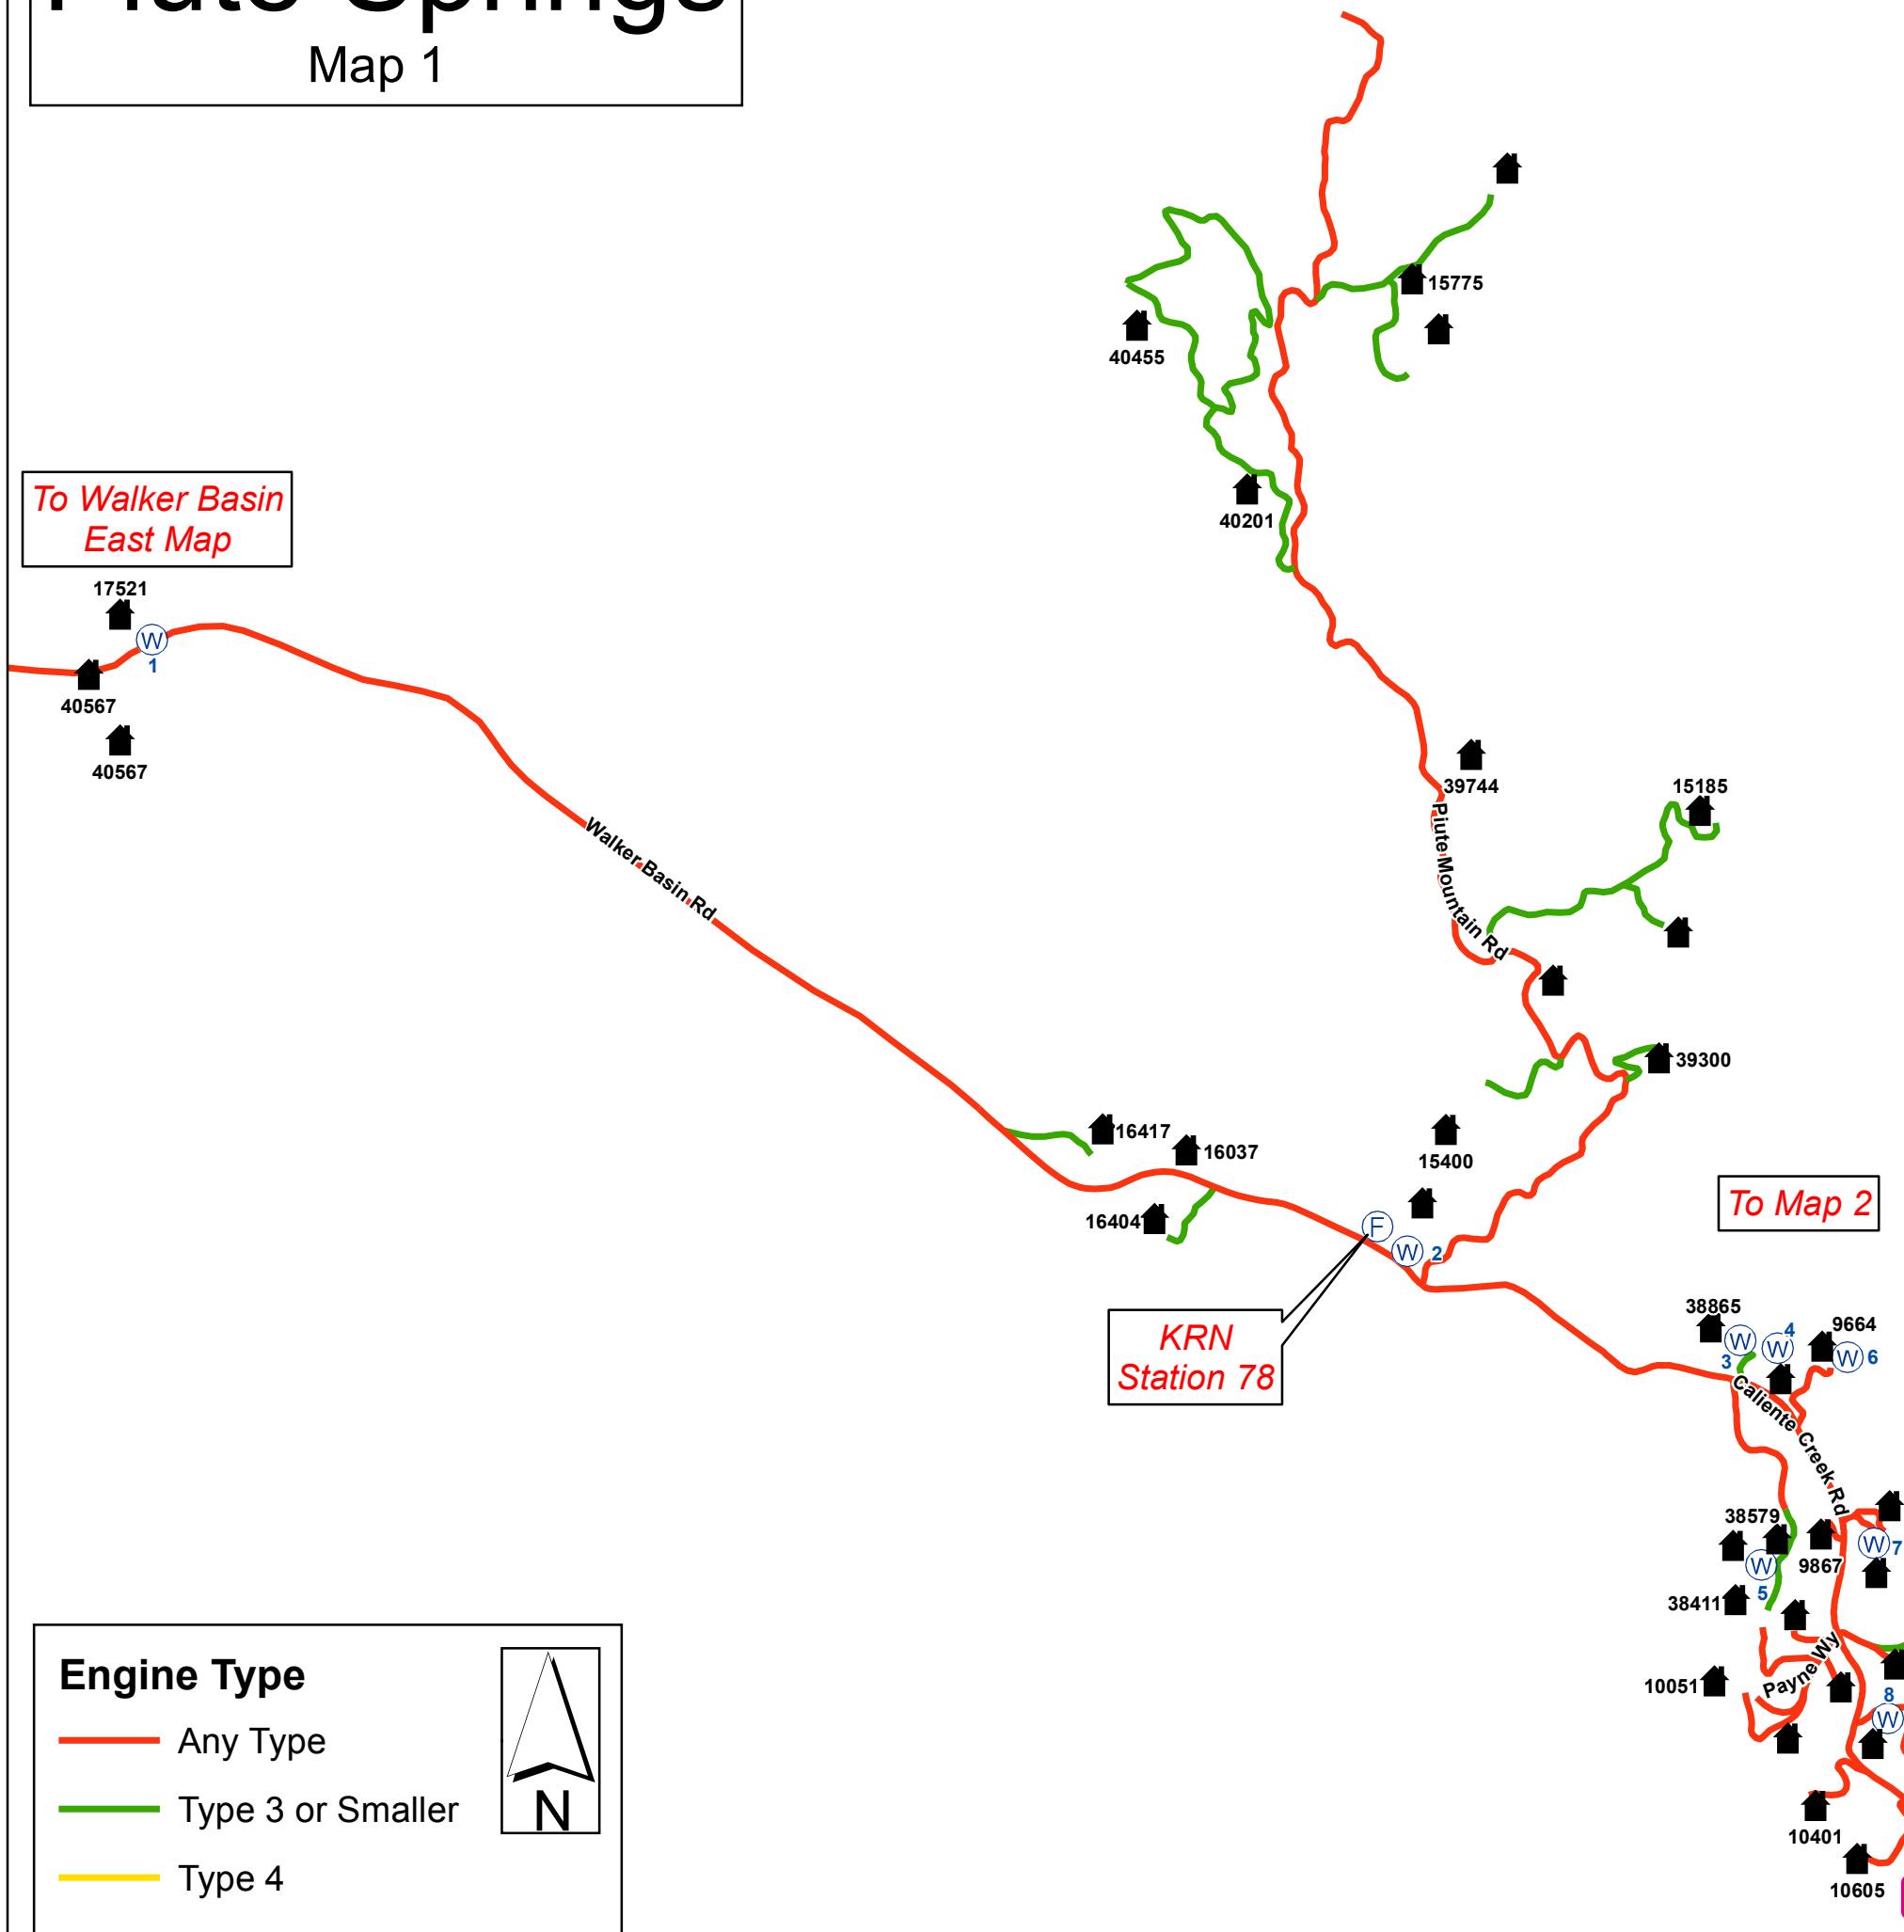 Piute Springs
Map 1
15775
40455
40201
To Walker Basin
East Map
17521
W
1
40567
40567
39744
15185
Piute Mountain Rd
Walker Basin Rd
39300
16417
16037
15400
16404
To Map 2
F
W
2
KRN
Station 78
38865
W
3
W
4
9664
W
6
Caliente Creek Rd
38579
W
5
9867
W
7
38411
Payne Wy
10051
8
W
10401
10605
Engine Type
Any Type
Type 3 or Smaller
Type 4
N